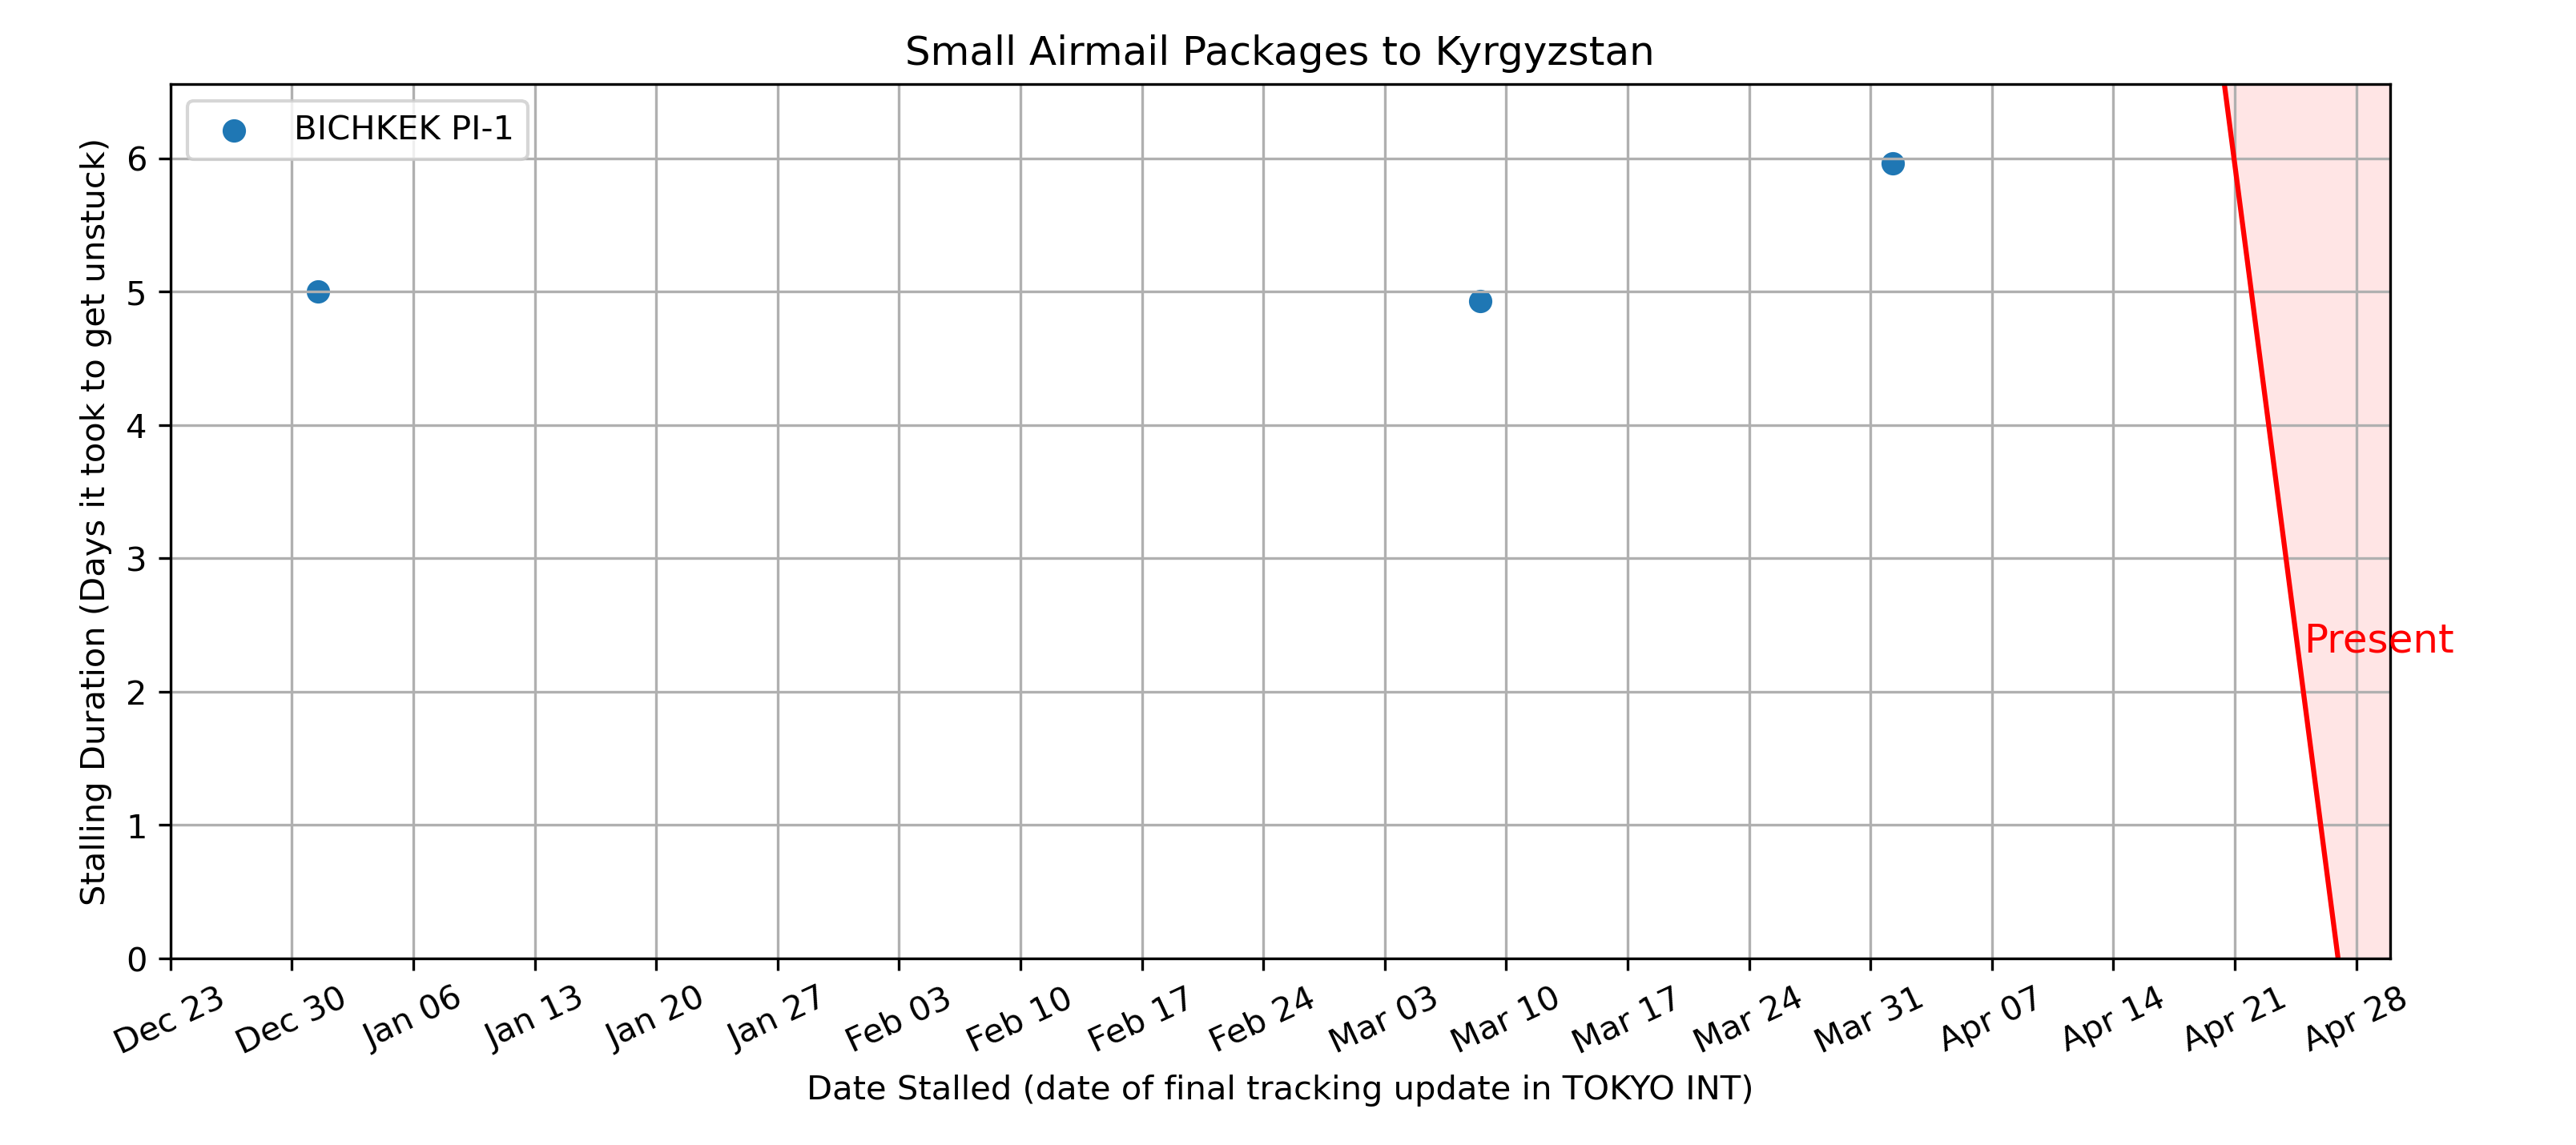 Small Airmail Packages to Kyrgyzstan
BICHKEK PI-1
Stalling Duration (Days it took to get unstuck)
6
5
4
3
2
1
0
Present
Dec 23
Dec 30
Jan 06
Jan 13
Jan 20
Jan 27
Feb 03
Feb 10
Feb 17
Feb 24
Mar 03
Mar 10
Mar 17
Mar 24
Mar 31
Apr 07
Apr 14
Apr 21
Apr 28
Date Stalled (date of final tracking update in TOKYO INT)